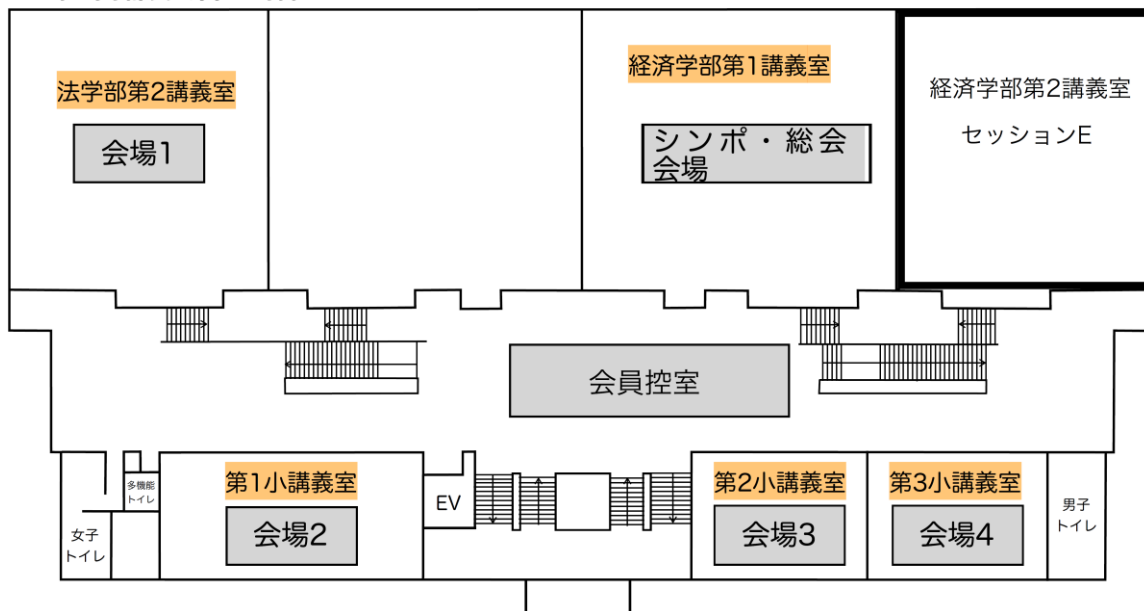 法学部第2講義室
会場1
経済学部第1講義室
シンポ・総会
会場
経済学部第2講義室
セッションE
会員控室
多機能
トイレ
女子
トイレ
第1小講義室
会場2
EV
第2小講義室
会場3
第3小講義室
会場4
男子
トイレ